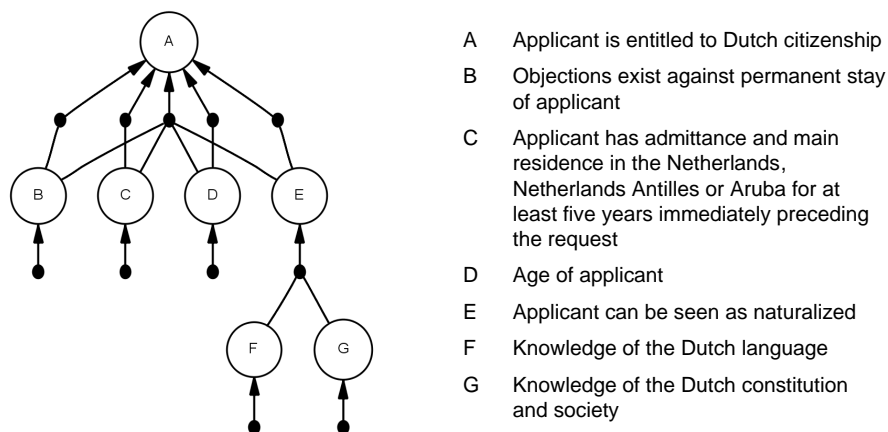 A
B
C
D
E
F
G
A Applicant is entitled to Dutch citizenship
B Objections exist against permanent stay
of applicant
C Applicant has admittance and main
residence in the Netherlands,
Netherlands Antilles or Aruba for at
least five years immediately preceding
the request
D Age of applicant
E Applicant can be seen as naturalized
F Knowledge of the Dutch language
G Knowledge of the Dutch constitution
and society